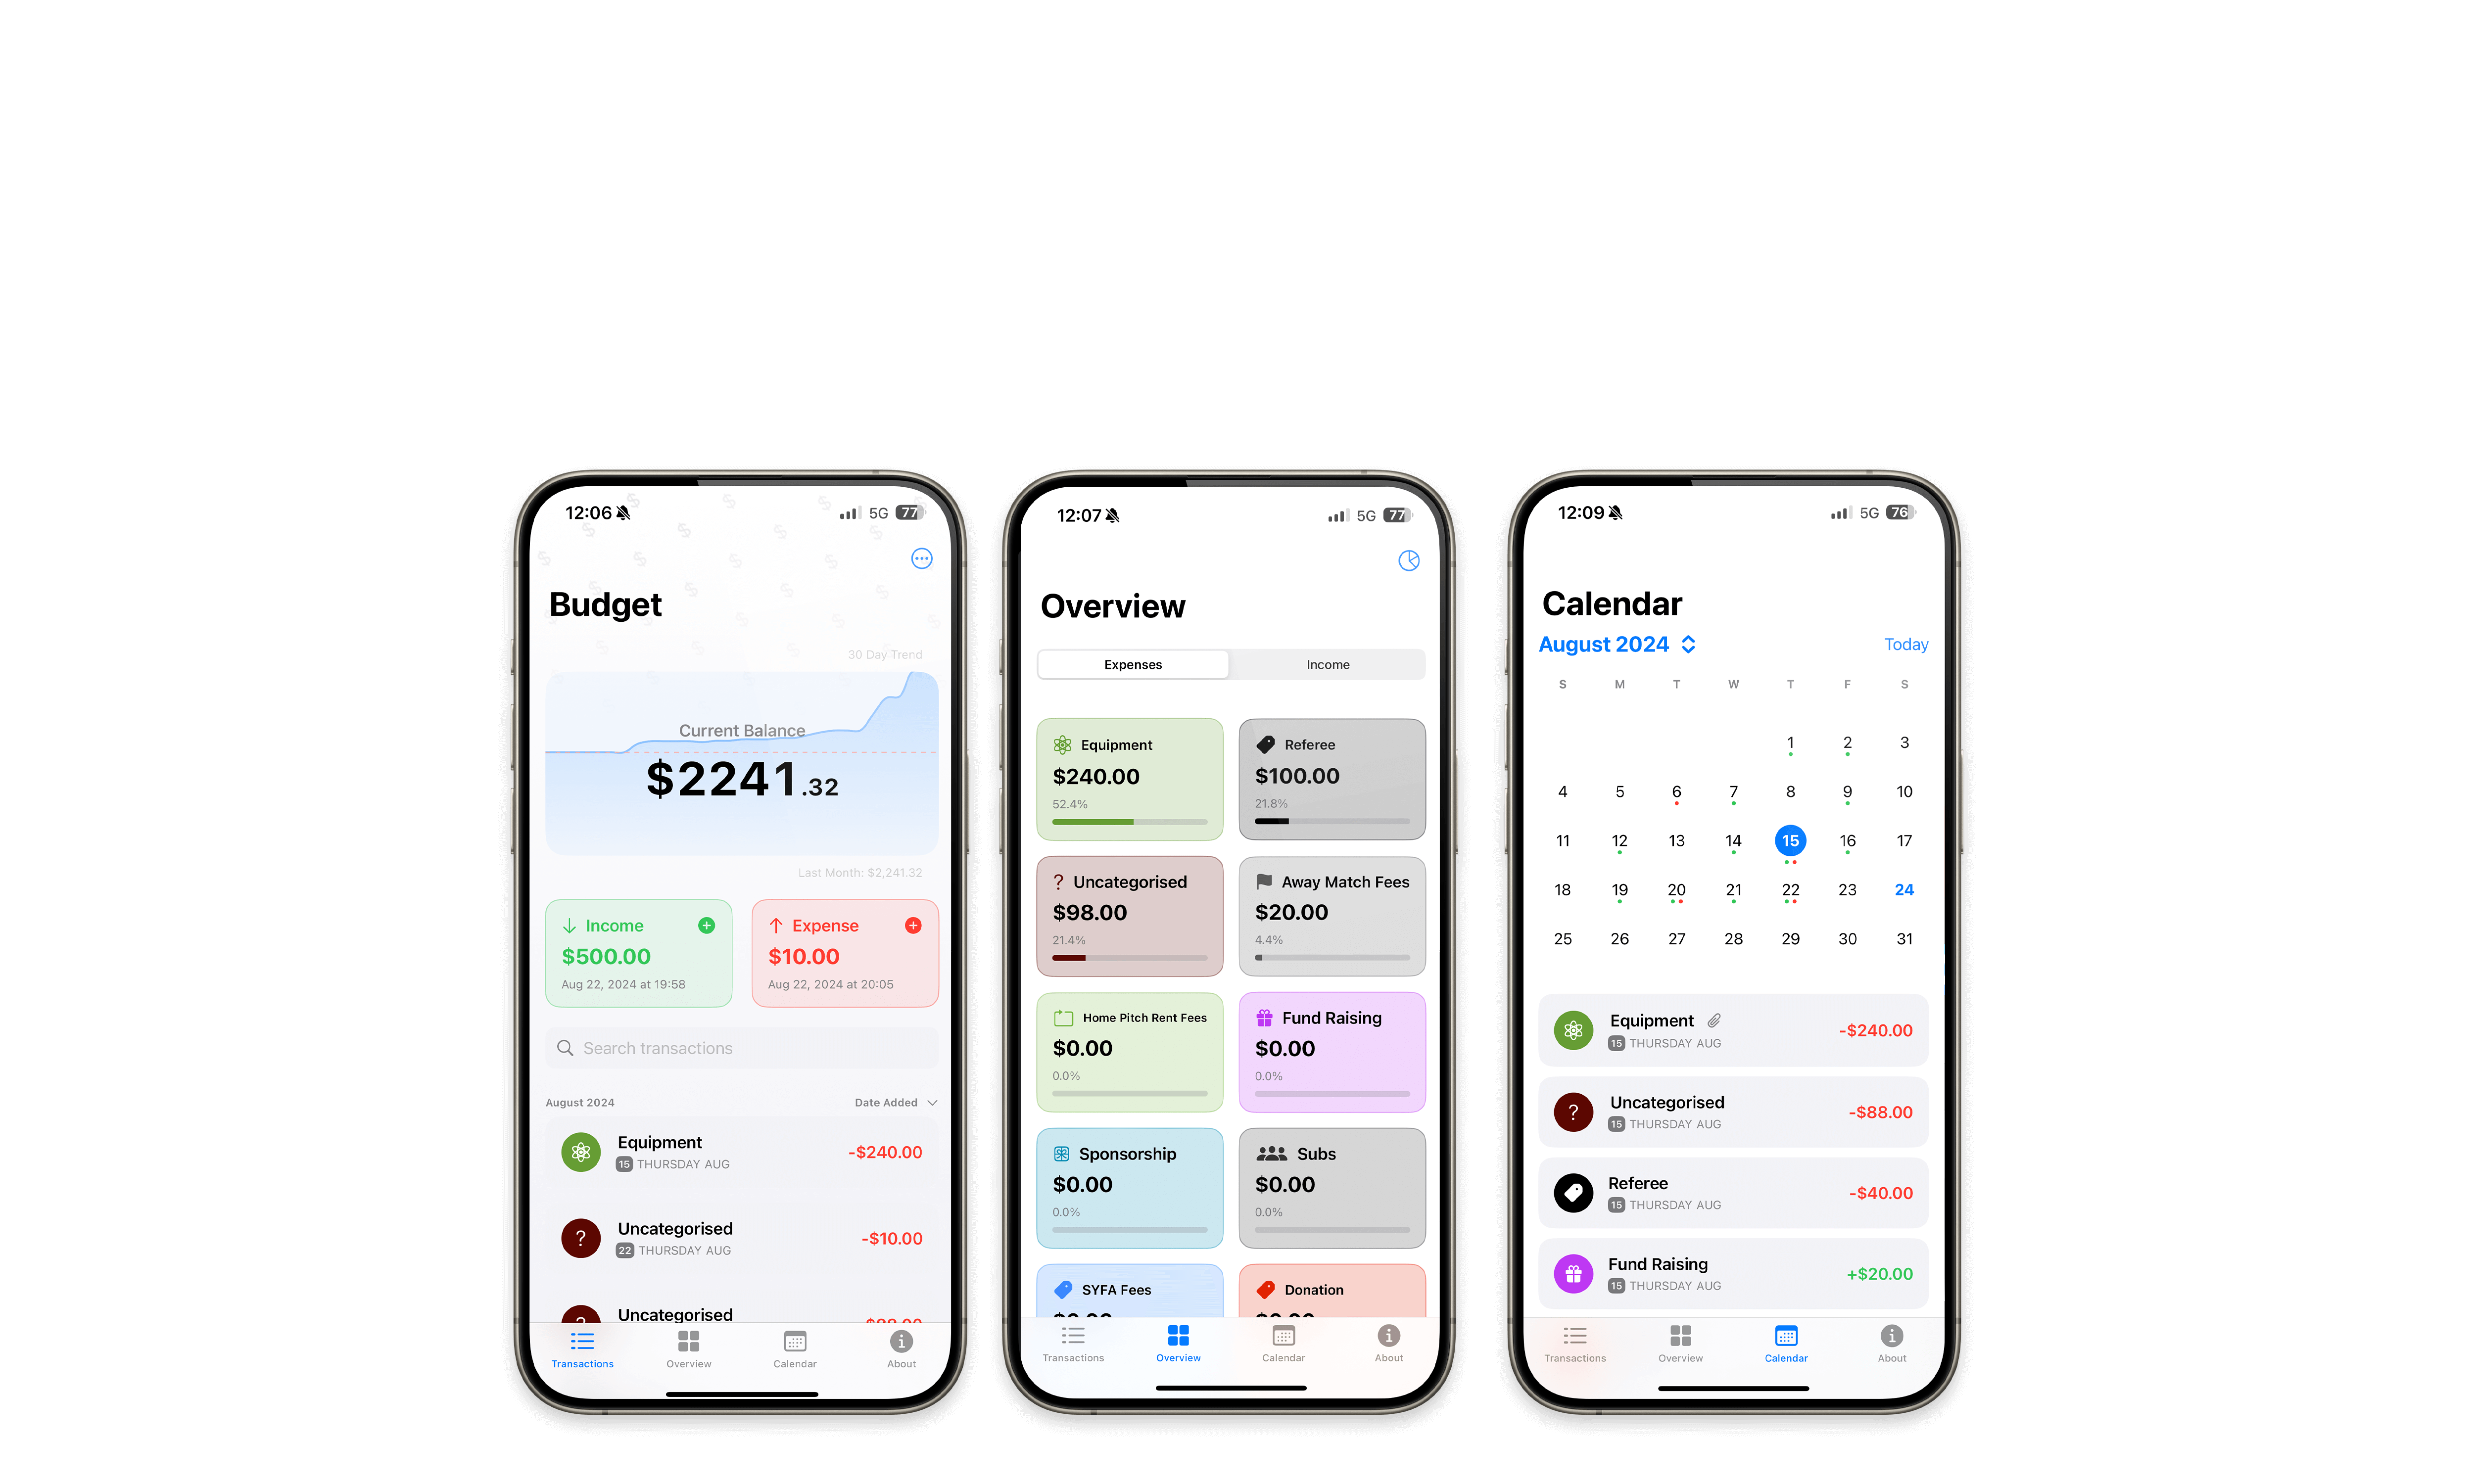 12:06
5G 77
Budget
30 Day Trend
Current Balance
$2241.32
Last Month: $2,241.32
Income
$500.00
Aug 22, 2024 at 19:58
Expense
$10.00
Aug 22, 2024 at 20:05
Search transactions
August 2024
Date Added
Equipment
-$240.00
15 THURSDAY AUG
Uncategorised
-$10.00
22 THURSDAY AUG
Uncategorised
-$88.00
Transactions
Overview
Calendar
About
12:07
5G 77
Overview
Expenses
Income
Equipment
$240.00
52.4%
Referee
$100.00
21.8%
Uncategorised
$98.00
21.4%
Away Match Fees
$20.00
4.4%
Home Pitch Rent Fees
$0.00
0.0%
Fund Raising
$0.00
0.0%
Sponsorship
$0.00
0.0%
Subs
$0.00
0.0%
SYFA Fees
$0.00
Donation
$0.00
Transactions
Overview
Calendar
About
12:09
5G 76
Calendar
August 2024
Today
S M T W T F S
1 2 3
4 5 6 7 8 9 10
11 12 13 14 15 16 17
18 19 20 21 22 23 24
25 26 27 28 29 30 31
Equipment
-$240.00
15 THURSDAY AUG
Uncategorised
-$88.00
15 THURSDAY AUG
Referee
-$40.00
15 THURSDAY AUG
Fund Raising
+$20.00
15 THURSDAY AUG
Transactions
Overview
Calendar
About